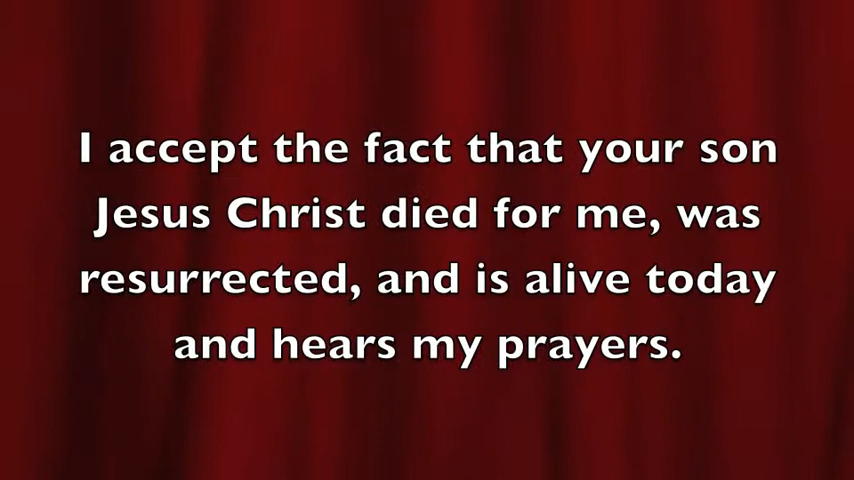 I accept the fact that your son
Jesus Christ died for me, was
resurrected, and is alive today
and hears my prayers.